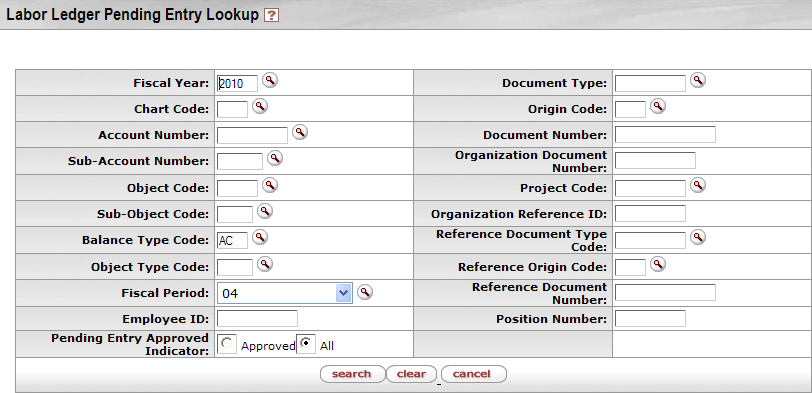 Labor Ledger Pending Entry Lookup ?
Fiscal Year: 2010 Document Type:
Chart Code: Origin Code:
Account Number: Document Number:
Sub-Account Number: Organization Document
Number:
Object Code: Project Code:
Sub-Object Code: Organization Reference ID:
Balance Type Code: AC Reference Document Type
Code:
Object Type Code: Reference Origin Code:
Fiscal Period: 04 Reference Document
Number:
Employee ID: Position Number:
Pending Entry Approved
Indicator: Approved All
search clear cancel